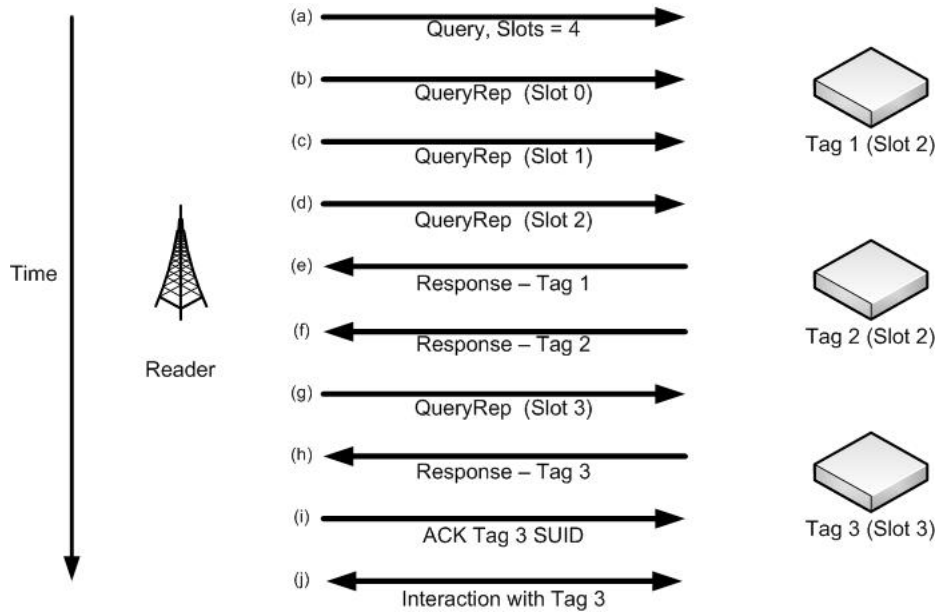 (a) Query, Slots = 4
(b) QueryRep (Slot 0)
Tag 1 (Slot 2)
(c) QueryRep (Slot 1)
(d) QueryRep (Slot 2)
Time
(e) Response – Tag 1
Tag 2 (Slot 2)
(f) Response – Tag 2
Reader
(g) QueryRep (Slot 3)
(h) Response – Tag 3
Tag 3 (Slot 3)
(i) ACK Tag 3 SUID
(j) Interaction with Tag 3